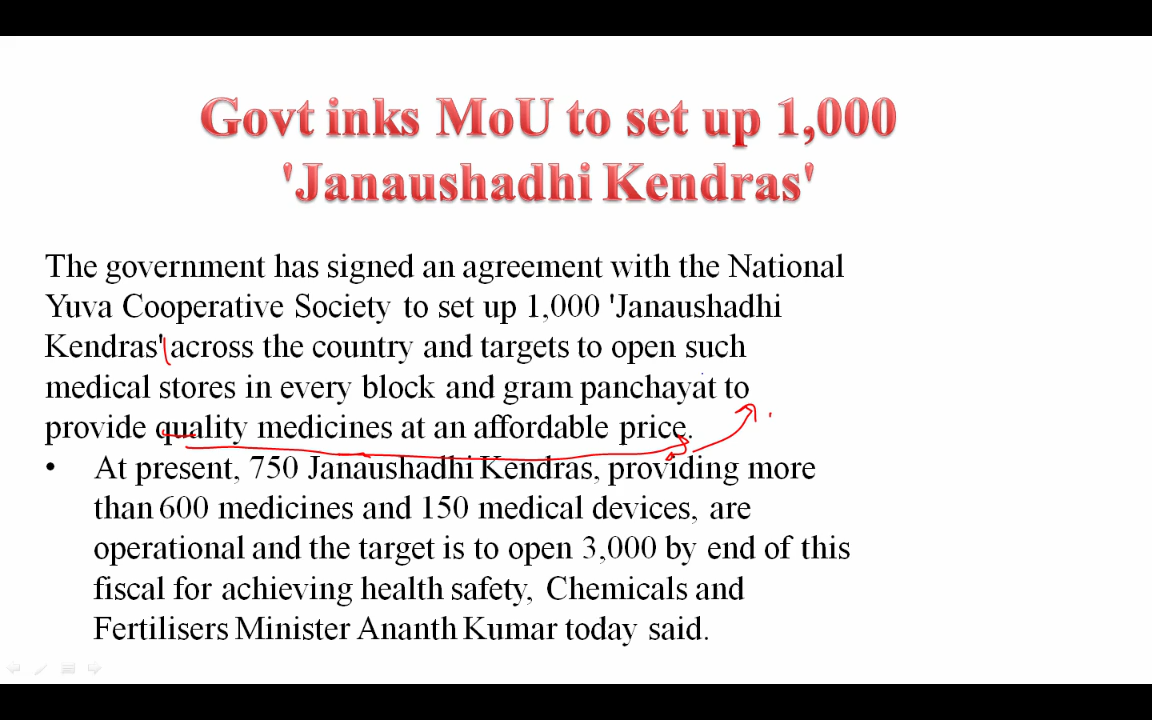 Govt inks MoU to set up 1,000
'Janaushadhi Kendras'
The government has signed an agreement with the National
Yuva Cooperative Society to set up 1,000 'Janaushadhi
Kendras' across the country and targets to open such
medical stores in every block and gram panchayat to
provide quality medicines at an affordable price.
• At present, 750 Janaushadhi Kendras, providing more
than 600 medicines and 150 medical devices, are
operational and the target is to open 3,000 by end of this
fiscal for achieving health safety, Chemicals and
Fertilisers Minister Ananth Kumar today said.